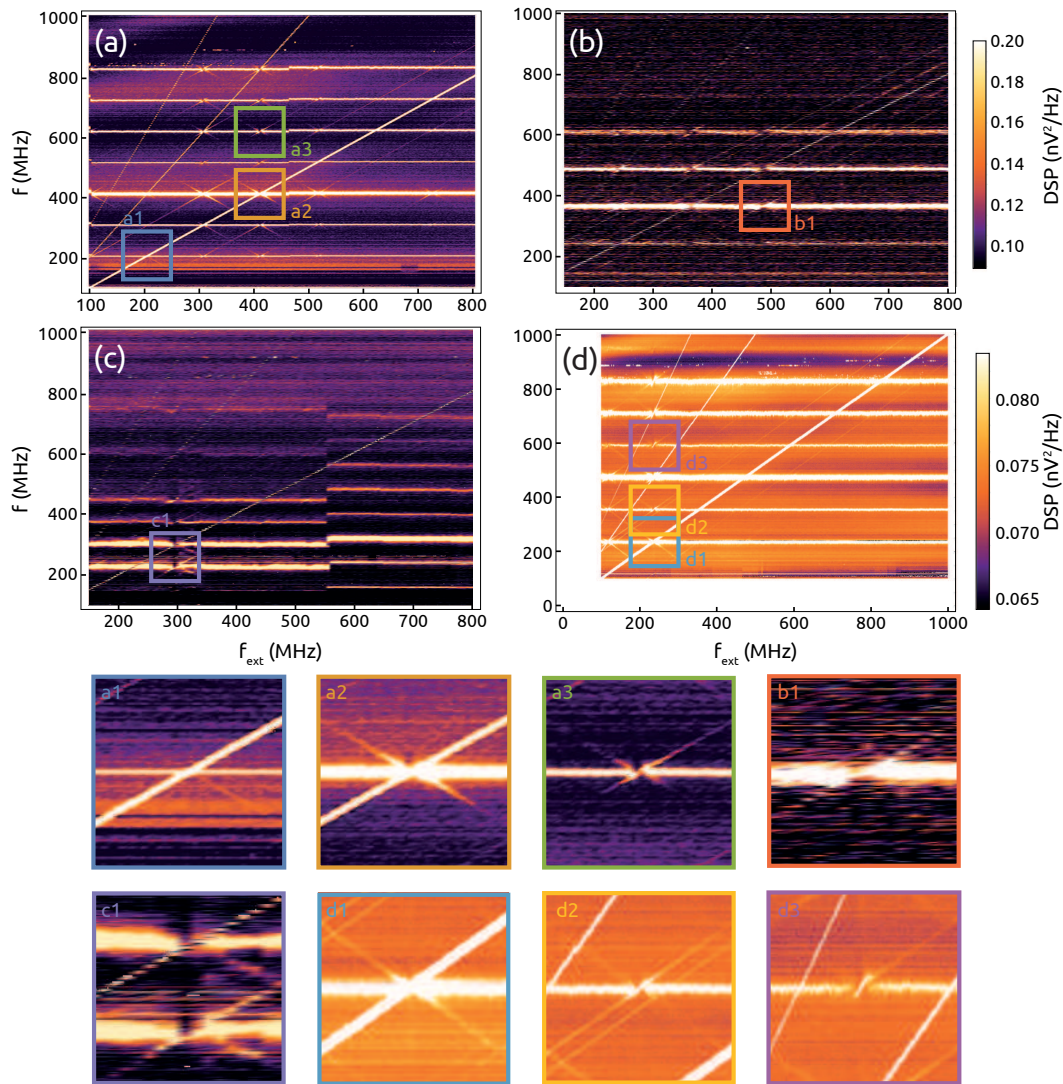 (a)
1000
800
600
400
200
f (MHz)
a1
a2
a3
100
200
300
400
500
600
700
800
(b)
1000
800
600
400
200
b1
200
300
400
500
600
700
800
0.20
0.18
0.16
0.14
0.12
0.10
DSP (nV²/Hz)
(c)
1000
800
600
400
200
f (MHz)
c1
200
300
400
500
600
700
800
f_ext (MHz)
(d)
1000
800
600
400
200
0
d3
d2
d1
0
200
400
600
800
1000
f_ext (MHz)
0.080
0.075
0.070
0.065
DSP (nV²/Hz)
a1
a2
a3
b1
c1
d1
d2
d3